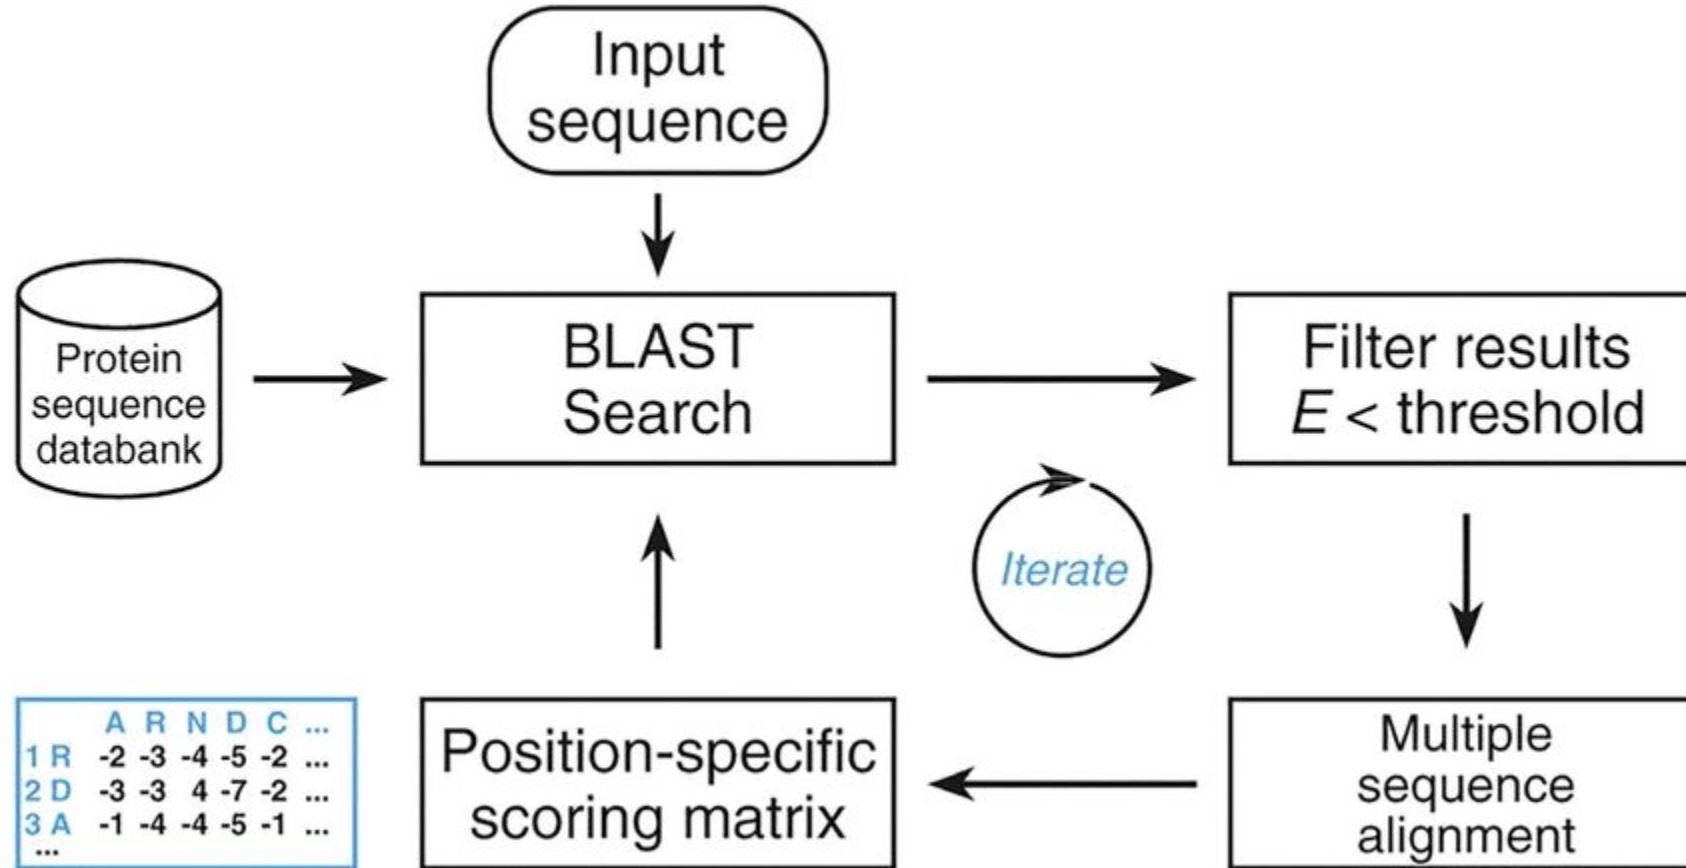 Input
sequence
Protein
sequence
databank
BLAST
Search
Filter results
E < threshold
Iterate
A R N D C ...
1 R -2 -3 -4 -5 -2 ...
2 D -3 -3 4 -7 -2 ...
3 A -1 -4 -4 -5 -1 ...
...
Position-specific
scoring matrix
Multiple
sequence
alignment